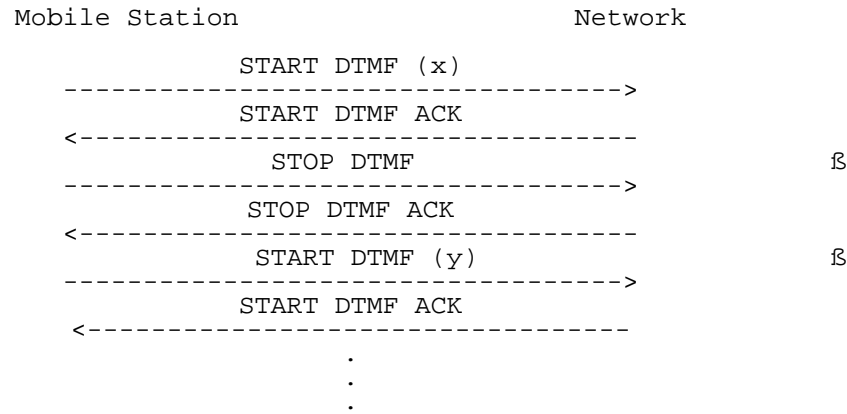 Mobile Station Network
START DTMF (x)
----------------------------------->
START DTMF ACK
<-----------------------------------
STOP DTMF ß
----------------------------------->
STOP DTMF ACK
<-----------------------------------
START DTMF (y) ß
----------------------------------->
START DTMF ACK
<----------------------------------
.
.
.